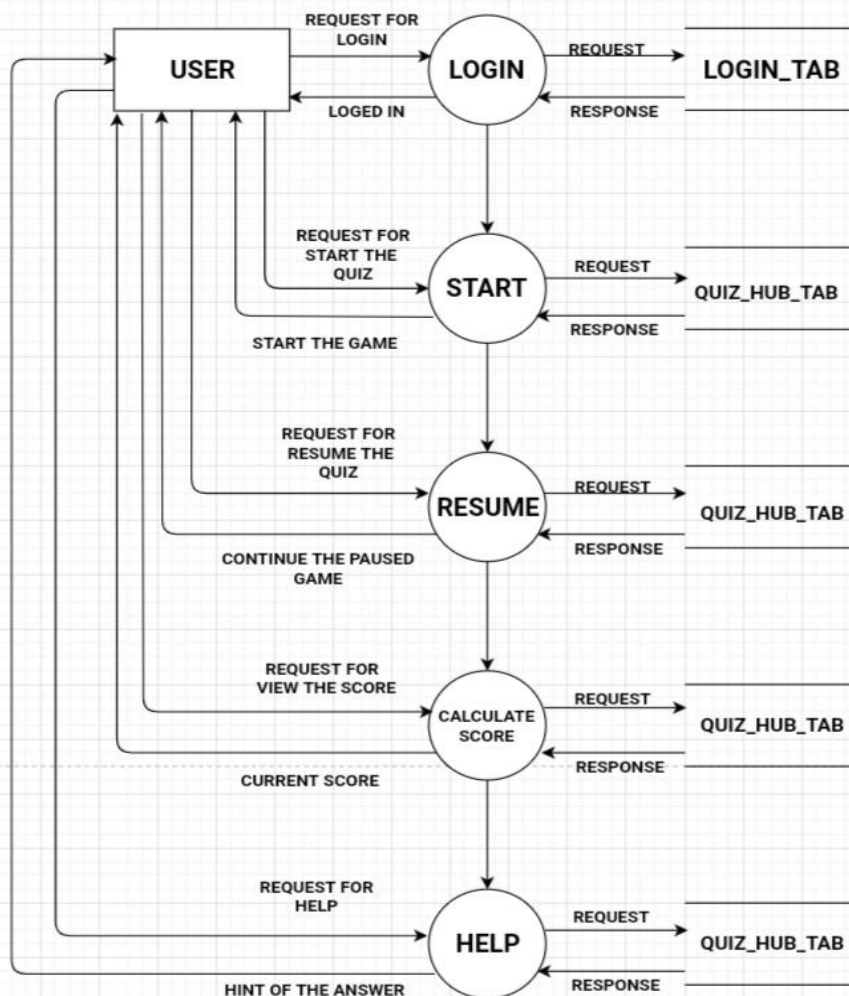 REQUEST FOR
LOGIN
USER
LOGIN
REQUEST
LOGIN_TAB
LOGED IN
RESPONSE
REQUEST FOR
START THE
QUIZ
START
REQUEST
QUIZ_HUB_TAB
RESPONSE
START THE GAME
REQUEST FOR
RESUME THE
QUIZ
RESUME
REQUEST
QUIZ_HUB_TAB
RESPONSE
CONTINUE THE PAUSED
GAME
REQUEST FOR
VIEW THE SCORE
CALCULATE
SCORE
REQUEST
QUIZ_HUB_TAB
RESPONSE
CURRENT SCORE
REQUEST FOR
HELP
HELP
REQUEST
QUIZ_HUB_TAB
RESPONSE
HINT OF THE ANSWER